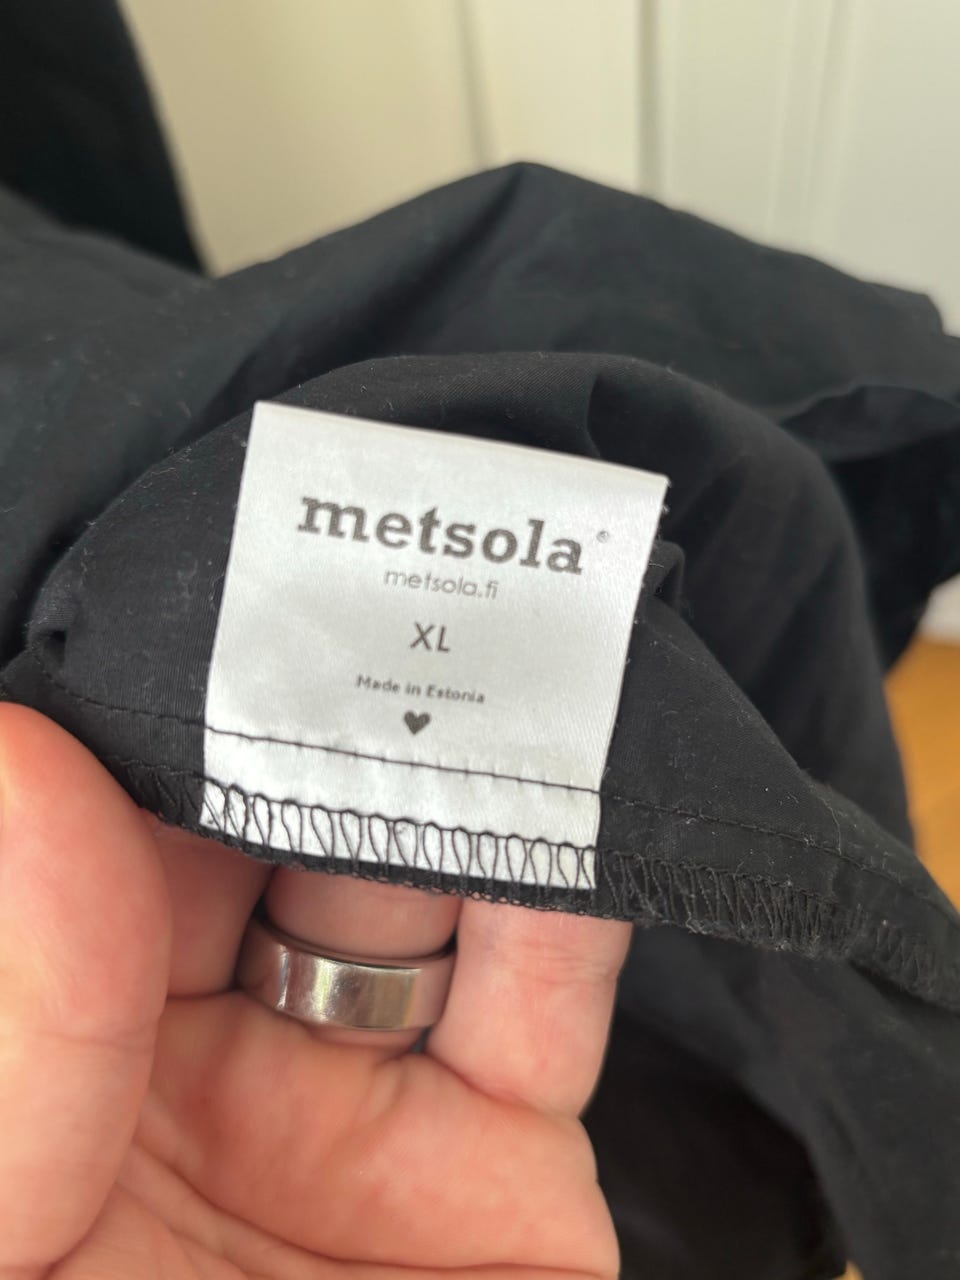 metsola®
metsola.fi
XL
Made in Estonia